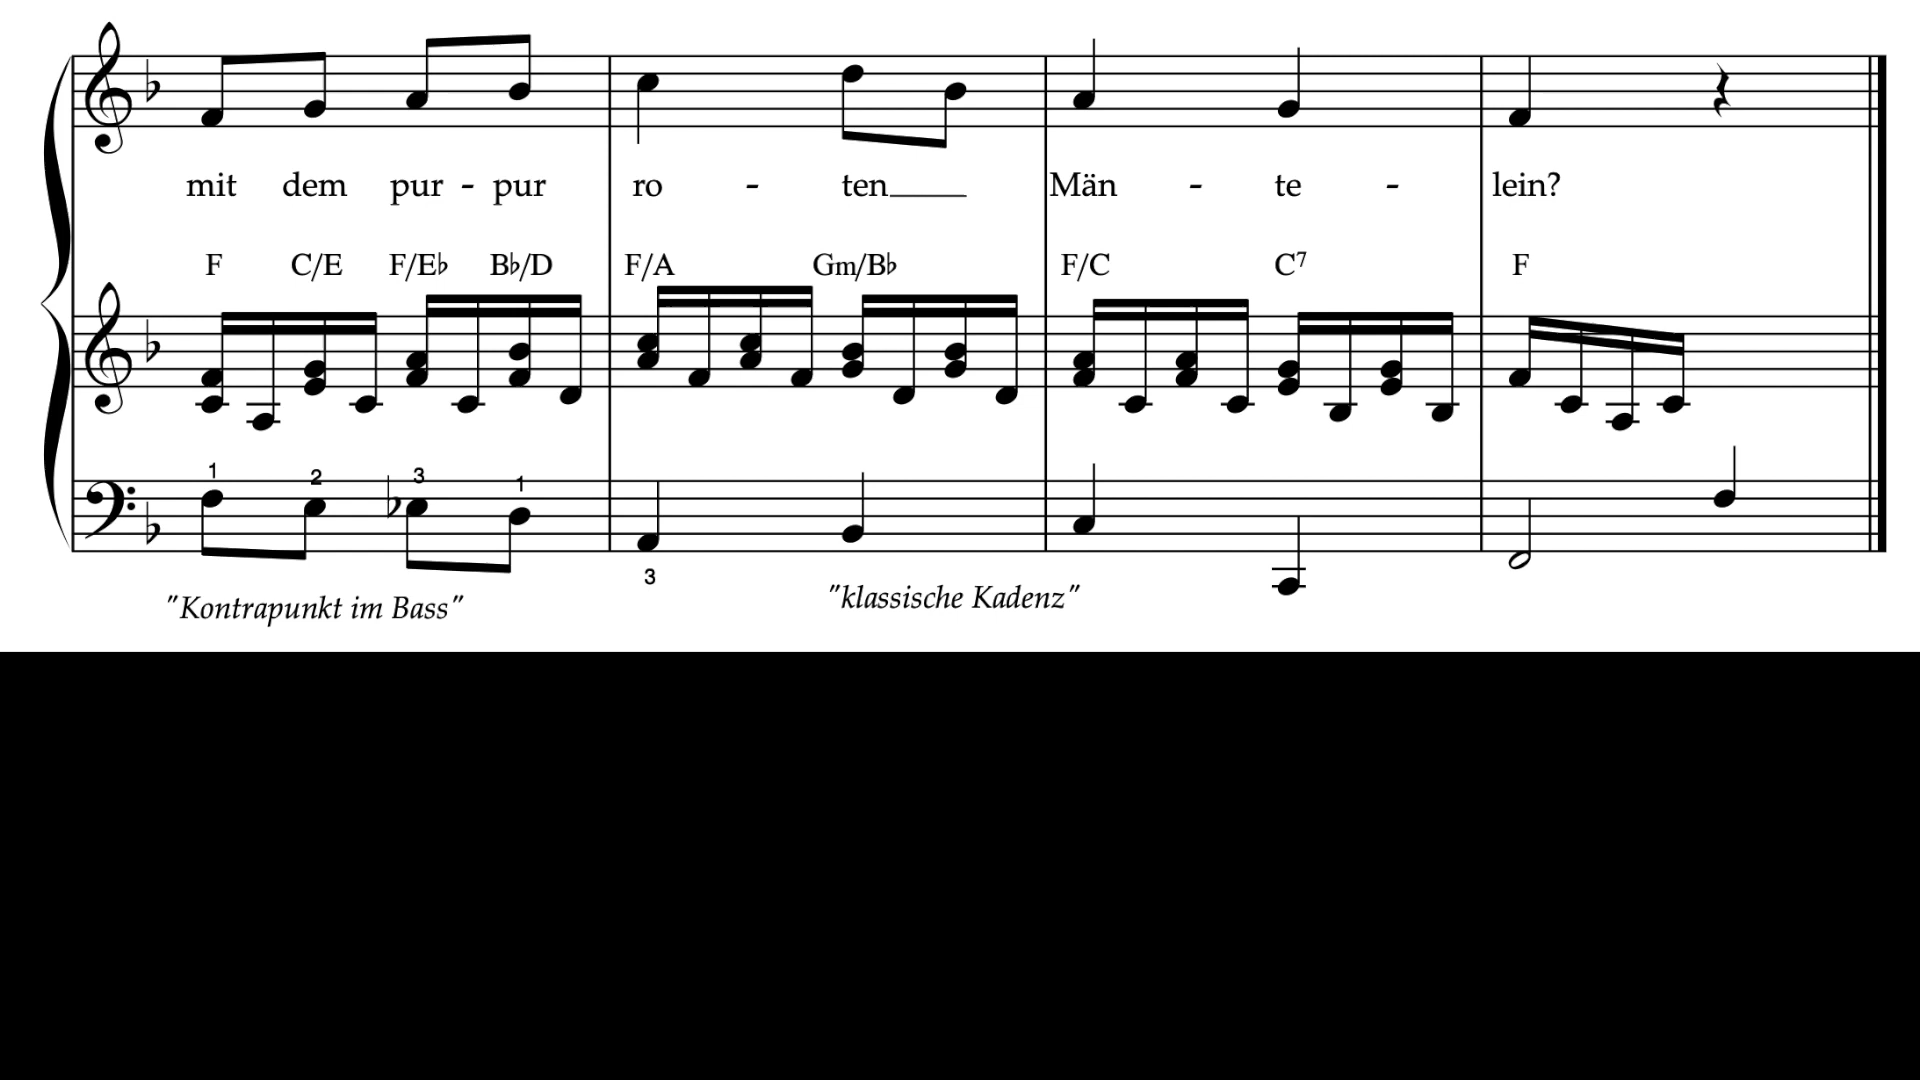 mit dem pur - pur ro - ten___ Män - te - lein?
F C/E F/E♭ B♭/D F/A Gm/B♭ F/C C⁷ F
1 2 3 1
3
"Kontrapunkt im Bass" "klassische Kadenz"